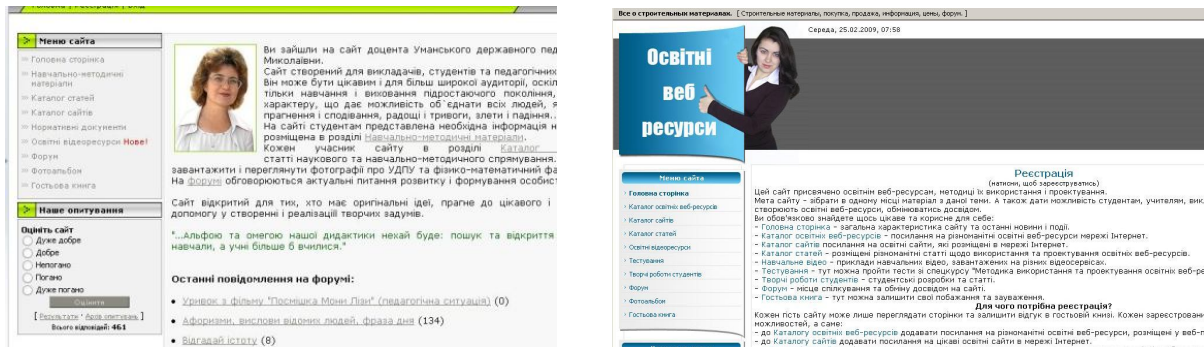 Меню сайта
Головна сторінка
Навчально-методичні
матеріали
Каталог статей
Каталог сайтів
Нормативні документи
Освітні відеоресурси Нове!
Форум
Фотоальбом
Гостьова книга
Наше опитування
Оцініть сайт
Дуже добре
Добре
Непогано
Погано
Дуже погано
Оцінити
[ Результати · Архів опитувань ]
Всього відповідей: 461
Ви зайшли на сайт доцента Уманського державного пед
Миколаївни.
Сайт створений для викладачів, студентів та педагогічних
Він може бути цікавим і для більш широкої аудиторії, оскіл
тільки навчання і виховання підростаючого покоління,
характеру, що дає можливість об`єднати всіх людей, я
прагнення і сподівання, радощі і тривоги, злети і падіння..
На сайті студентам представлена необхідна інформація н
розміщена в розділі Навчально-методичні матеріали.
Кожен учасник сайту в розділі Каталог
статті наукового та навчально-методичного спрямування.
завантажити і переглянути фотографії про УДПУ та фізико-математичний фа
На форумі обговорюються актуальні питання розвитку і формування особист
Сайт відкритий для тих, хто має оригінальні ідеї, прагне до цікавого і
допомогу у створенні і реалізації творчих задумів.
"...Альфою та омегою нашої дидактики нехай буде: пошук та відкриття
навчали, а учні більше б вчилися."
Останні повідомлення на форумі:
Уривок з фільму "Посмішка Мони Лізи" (педагогічна ситуація) (0)
Афоризми, вислови відомих людей, фраза дня (134)
Відгадай істоту (8)
Все о строительных материалах. [ Строительные материалы, покупка, продажа, информация, цены, форум. ]
Середа, 25.02.2009, 07:58
Освітні
веб
ресурси
Меню сайта
Головна сторінка
Каталог освітніх веб-ресурсів
Каталог сайтів
Каталог статей
Освітні відеоресурси
Тестування
Творчі роботи студентів
Форум
Фотоальбом
Гостьова книга
Реєстрація
(натисни, щоб зареєструватись)
Цей сайт присвячено освітнім веб-ресурсам, методиці їх використання і проектування.
Мета сайту - зібрати в одному місці матеріал з даної теми. А також дати можливість студентам, учителям, вик
створюють освітні веб-ресурси, обмінюватись досвідом.
Ви обов'язково знайдете щось цікаве та корисне для себе:
- Головна сторінка - загальна характеристика сайту та останні новини і події.
- Каталог освітніх веб-ресурсів - посилання на різноманітні освітні веб-ресурси мережі Інтернет.
- Каталог сайтів посилання на освітні сайти, які розміщені в мережі Інтернет.
- Каталог статей - розміщені різноманітні статті щодо використання та проектування освітніх веб-ресурсів.
- Навчальне відео - приклади навчальних відео, завантажених на різних відеосервісах.
- Тестування - тут можна пройти тести зі спецкурсу "Методика використання та проектування освітніх веб-ре
- Творчі роботи студентів - студентські розробки та статті.
- Форум - місце спілкування та обміну досвідом на сайті.
- Гостьова книга - тут можна залишити свої побажання та зауваження.
Для чого потрібна реєстрація?
Кожен гість сайту може лише переглядати сторінки та залишити відгук в гостьовій книзі. Кожен зареєстровани
можливостей, а саме:
- до Каталогу освітніх веб-ресурсів додавати посилання на різноманітні освітні веб-ресурси, розміщені у веб-п
- до Каталогу сайтів додавати посилання на цікаві освітні сайти в мережі Інтернет.